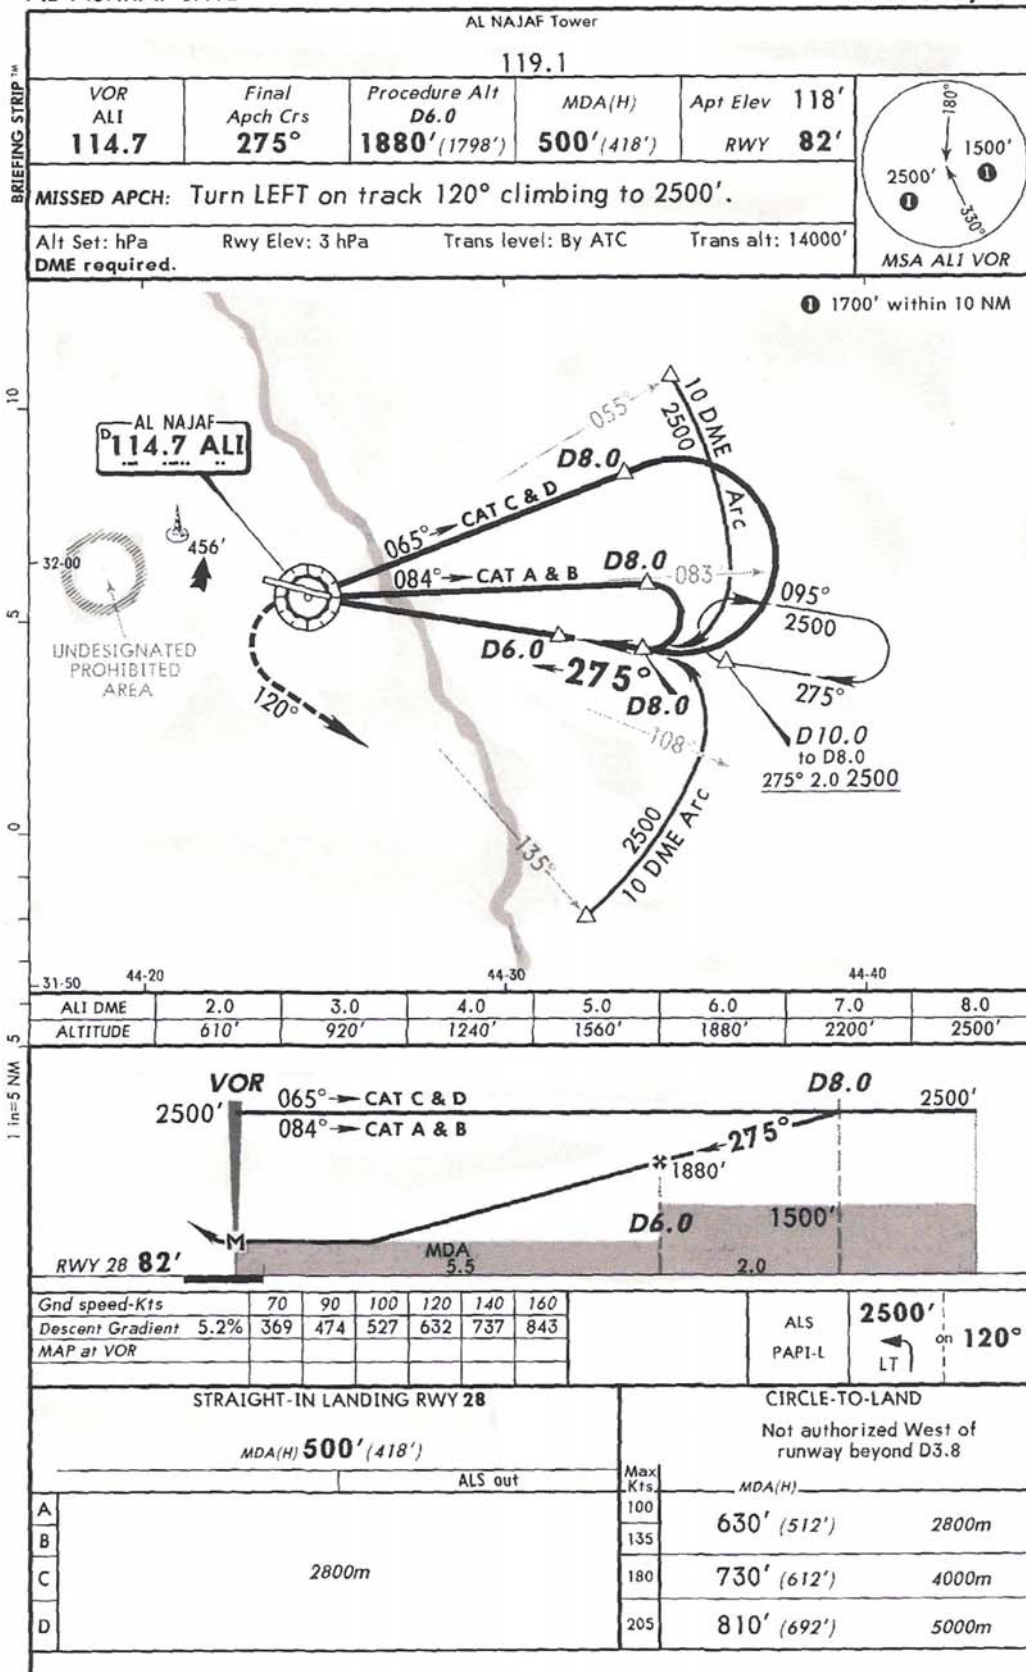 AL NAJAF Tower
119.1
BRIEFING STRIP™
VOR
ALI
114.7
Final
Apch Crs
275°
Procedure Alt
D6.0
1880' (1798')
MDA(H)
500' (418')
Apt Elev 118'
RWY 82'
MISSED APCH: Turn LEFT on track 120° climbing to 2500'.
Alt Set: hPa Rwy Elev: 3 hPa Trans level: By ATC Trans alt: 14000'
DME required.
180°
1500'
1
2500'
1
330°
MSA ALI VOR
1 1700' within 10 NM
10
5
0
5
1 in=5 NM
AL NAJAF
D 114.7 ALI
456'
32-00
UNDESIGNATED
PROHIBITED
AREA
055°
10 DME Arc
2500
D8.0
065° CAT C & D
D8.0
084° CAT A & B
083
095°
2500
D6.0
275°
D8.0
275°
120°
108°
D10.0
to D8.0
275° 2.0 2500
135°
2500
10 DME Arc
31-50
44-20
44-30
44-40
ALI DME 2.0 3.0 4.0 5.0 6.0 7.0 8.0
ALTITUDE 610' 920' 1240' 1560' 1880' 2200' 2500'
VOR
D8.0
2500'
065° CAT C & D
2500'
084° CAT A & B
275°
1880'
D6.0
1500'
M
MDA
RWY 28 82'
5.5
2.0
Gnd speed-Kts 70 90 100 120 140 160
Descent Gradient 5.2% 369 474 527 632 737 843
MAP at VOR
ALS
PAPI-L
2500'
LT
on 120°
STRAIGHT-IN LANDING RWY 28
MDA(H) 500' (418')
ALS out
A
B
C
D
2800m
CIRCLE-TO-LAND
Not authorized West of
runway beyond D3.8
Max
Kts
MDA(H)
100
135
630' (512') 2800m
180 730' (612') 4000m
205 810' (692') 5000m